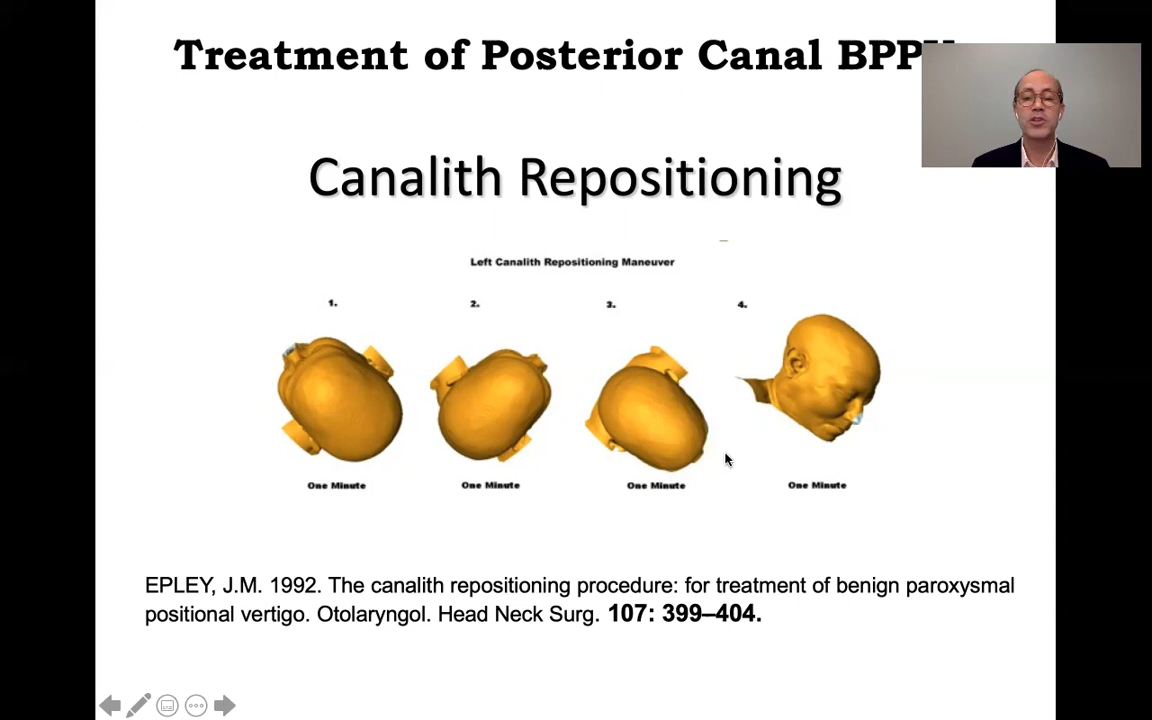 Treatment of Posterior Canal BPP
Canalith Repositioning
Left Canalith Repositioning Maneuver
1. 2. 3. 4.
One Minute One Minute One Minute One Minute
EPLEY, J.M. 1992. The canalith repositioning procedure: for treatment of benign paroxysmal
positional vertigo. Otolaryngol. Head Neck Surg. 107: 399–404.